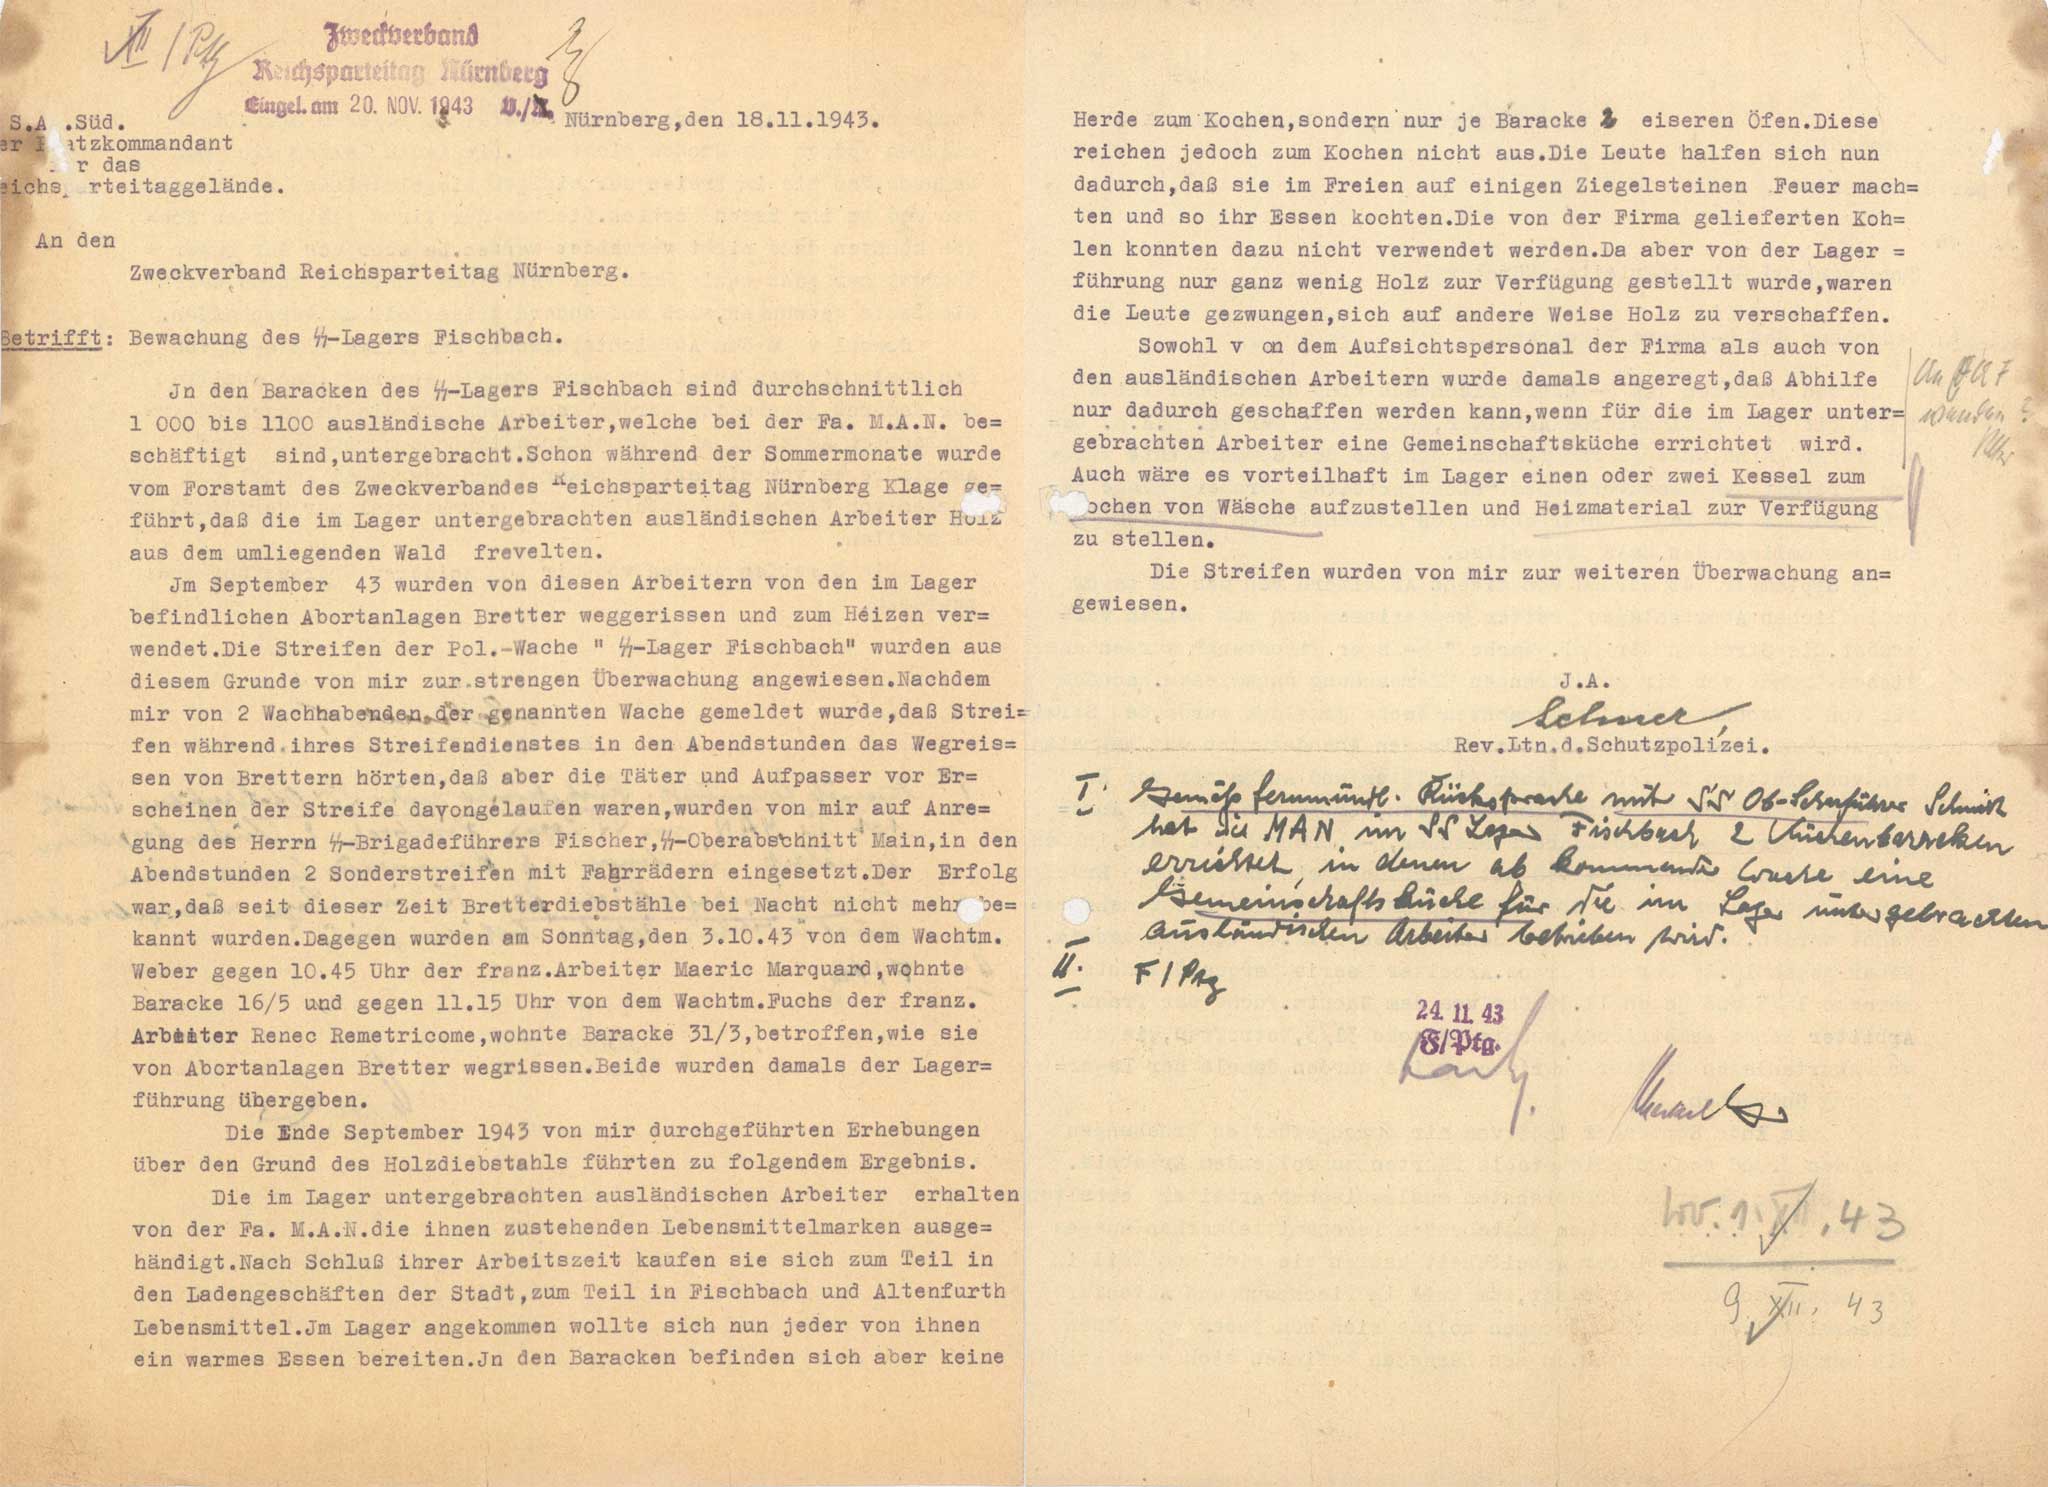 Zweckverband
Reichsparteitag Nürnberg
Eingel. am 20. NOV. 1943
Nürnberg,den 18.11.1943.
S.A .Süd.
er  atzkommandant
r das
eichsparteitaggelände.
An den
Zweckverband Reichsparteitag Nürnberg.
Betrifft: Bewachung des ᛋᛋ-Lagers Fischbach.
Jn den Baracken des ᛋᛋ-Lagers Fischbach sind durchschnittlich
1 000 bis 1100 ausländische Arbeiter,welche bei der Fa. M.A.N. be=
schäftigt sind,untergebracht.Schon während der Sommermonate wurde
vom Forstamt des Zweckverbandes Reichsparteitag Nürnberg Klage ge=
führt,daß die im Lager untergebrachten ausländischen Arbeiter Holz
aus dem umliegenden Wald frevelten.
Jm September 43 wurden von diesen Arbeitern von den im Lager
befindlichen Abortanlagen Bretter weggerissen und zum Heizen ver=
wendet.Die Streifen der Pol.-Wache " ᛋᛋ-Lager Fischbach" wurden aus
diesem Grunde von mir zur strengen Überwachung angewiesen.Nachdem
mir von 2 Wachhabenden der genannten Wache gemeldet wurde,daß Strei=
fen während ihres Streifendienstes in den Abendstunden das Wegreis=
sen von Brettern hörten,daß aber die Täter und Aufpasser vor Er=
scheinen der Streife davongelaufen waren,wurden von mir auf Anre=
gung des Herrn ᛋᛋ-Brigadeführers Fischer,ᛋᛋ-Oberabschnitt Main,in den
Abendstunden 2 Sonderstreifen mit Fahrrädern eingesetzt.Der Erfolg
war,daß seit dieser Zeit Bretterdiebstähle bei Nacht nicht mehr be=
kannt wurden.Dagegen wurden am Sonntag,den 3.10.43 von dem Wachtm.
Weber gegen 10.45 Uhr der franz.Arbeiter Maeric Marquard,wohnte
Baracke 16/5 und gegen 11.15 Uhr von dem Wachtm.Fuchs der franz.
Arbeiter Renec Remetricome,wohnte Baracke 31/3,betroffen,wie sie
von Abortanlagen Bretter wegrissen.Beide wurden damals der Lager=
führung übergeben.
Die Ende September 1943 von mir durchgeführten Erhebungen
über den Grund des Holzdiebstahls führten zu folgendem Ergebnis.
Die im Lager untergebrachten ausländischen Arbeiter erhalten
von der Fa. M.A.N.die ihnen zustehenden Lebensmittelmarken ausge=
händigt.Nach Schluß ihrer Arbeitszeit kaufen sie sich zum Teil in
den Ladengeschäften der Stadt,zum Teil in Fischbach und Altenfurth
Lebensmittel.Jm Lager angekommen wollte sich nun jeder von ihnen
ein warmes Essen bereiten.Jn den Baracken befinden sich aber keine
Herde zum Kochen,sondern nur je Baracke 2 eiseren Öfen.Diese
reichen jedoch zum Kochen nicht aus.Die Leute halfen sich nun
dadurch,daß sie im Freien auf einigen Ziegelsteinen Feuer mach=
ten und so ihr Essen kochten.Die von der Firma gelieferten Koh=
len konnten dazu nicht verwendet werden.Da aber von der Lager =
führung nur ganz wenig Holz zur Verfügung gestellt wurde,waren
die Leute gezwungen,sich auf andere Weise Holz zu verschaffen.
Sowohl v on dem Aufsichtspersonal der Firma als auch von
den ausländischen Arbeitern wurde damals angeregt,daß Abhilfe
nur dadurch geschaffen werden kann,wenn für die im Lager unter=
gebrachten Arbeiter eine Gemeinschaftsküche errichtet wird.
Auch wäre es vorteilhaft im Lager einen oder zwei Kessel zum
ochen von Wäsche aufzustellen und Heizmaterial zur Verfügung
zu stellen.
Die Streifen wurden von mir zur weiteren Überwachung an=
gewiesen.
J.A.
Rev.Ltn.d.Schutzpolizei.
I. Gemäß fernmündl. Rücksprache mit SS Ob-Scharführer Schmidt
hat die MAN im SS Lager Fischbach 2 Küchenbaracken
errichtet, in denen ab kommender Woche eine
Gemeinschaftsküche für die im Lager untergebrachten
ausländischen Arbeiter betrieben wird.
II. F/Ptg
24. 11. 43
F/Ptg.
Wv. 1. XII. 43
9. XII. 43